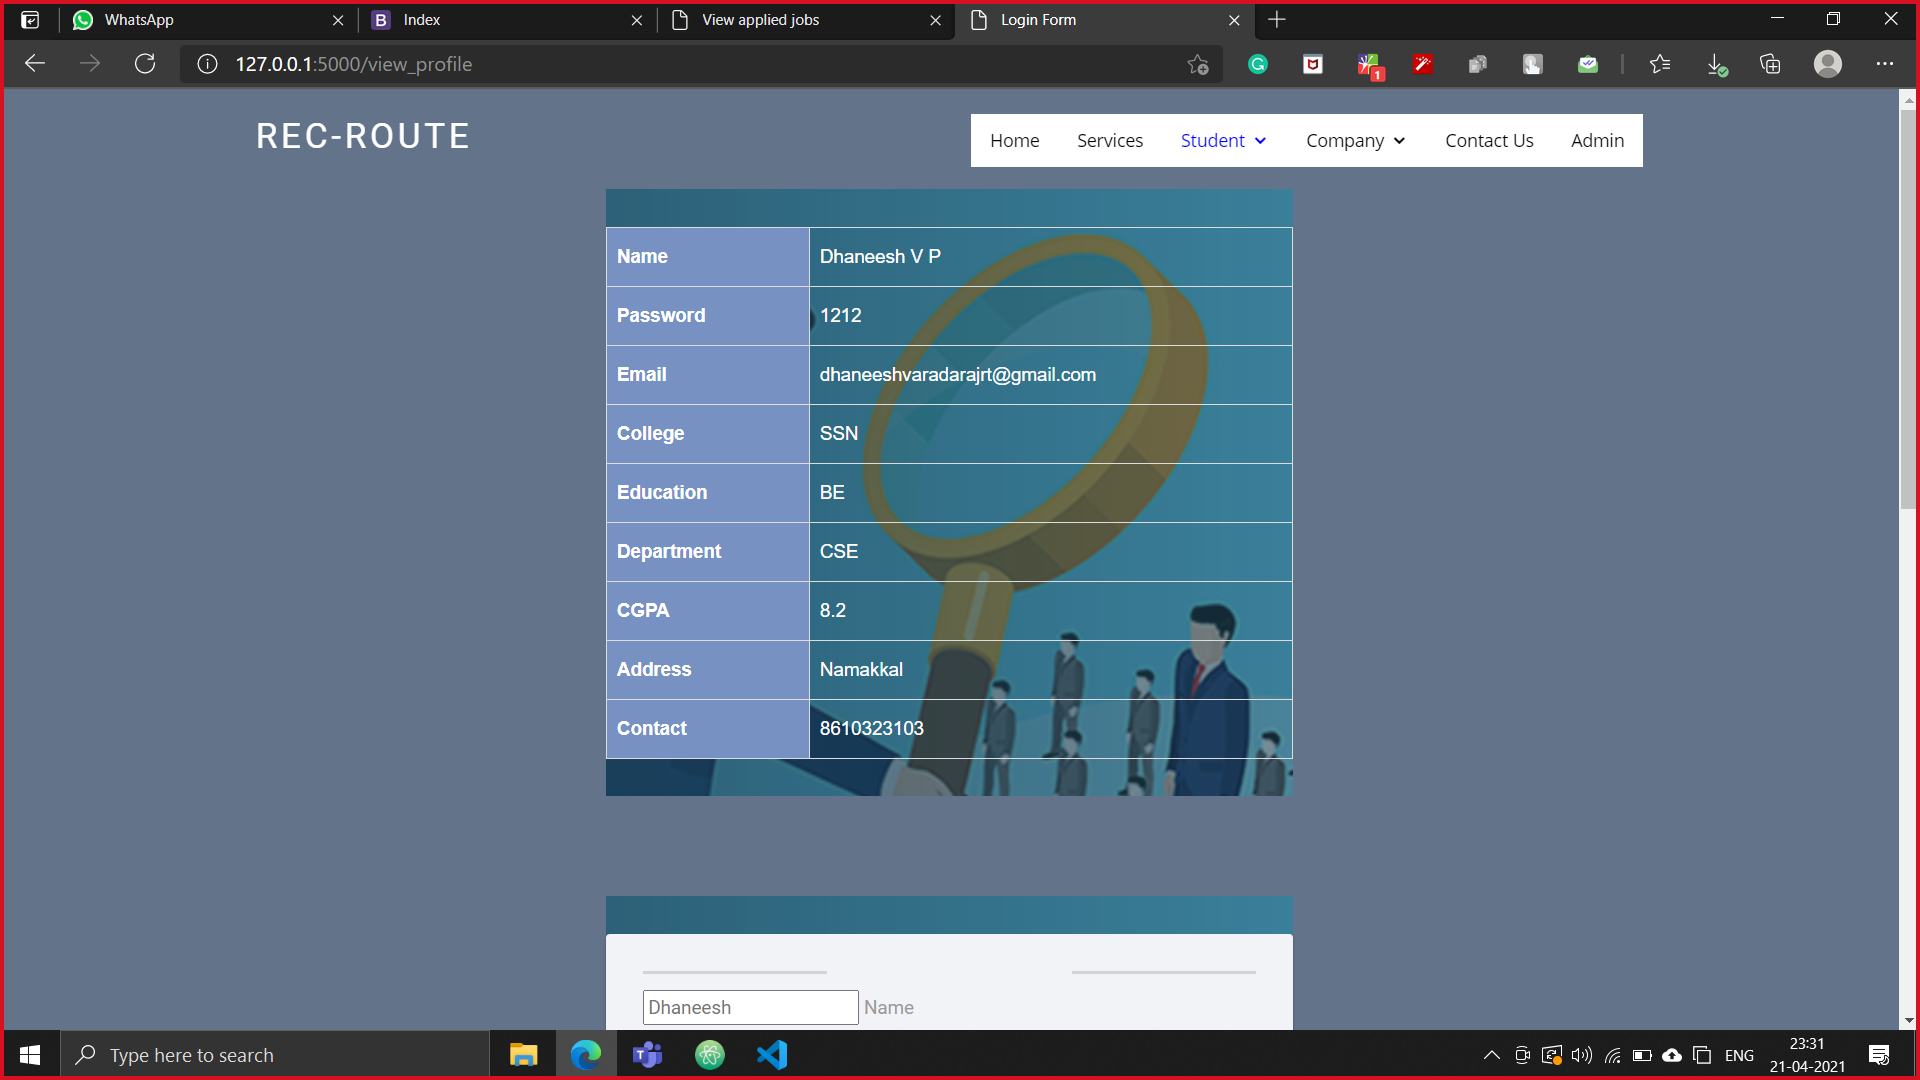 WhatsApp
Index
View applied jobs
Login Form
127.0.0.1:5000/view_profile
1
REC-ROUTE
Home Services Student Company Contact Us Admin
Name Dhaneesh V P
Password 1212
Email dhaneeshvaradarajrt@gmail.com
College SSN
Education BE
Department CSE
CGPA 8.2
Address Namakkal
Contact 8610323103
Dhaneesh Name
Type here to search
ENG
23:31
21-04-2021